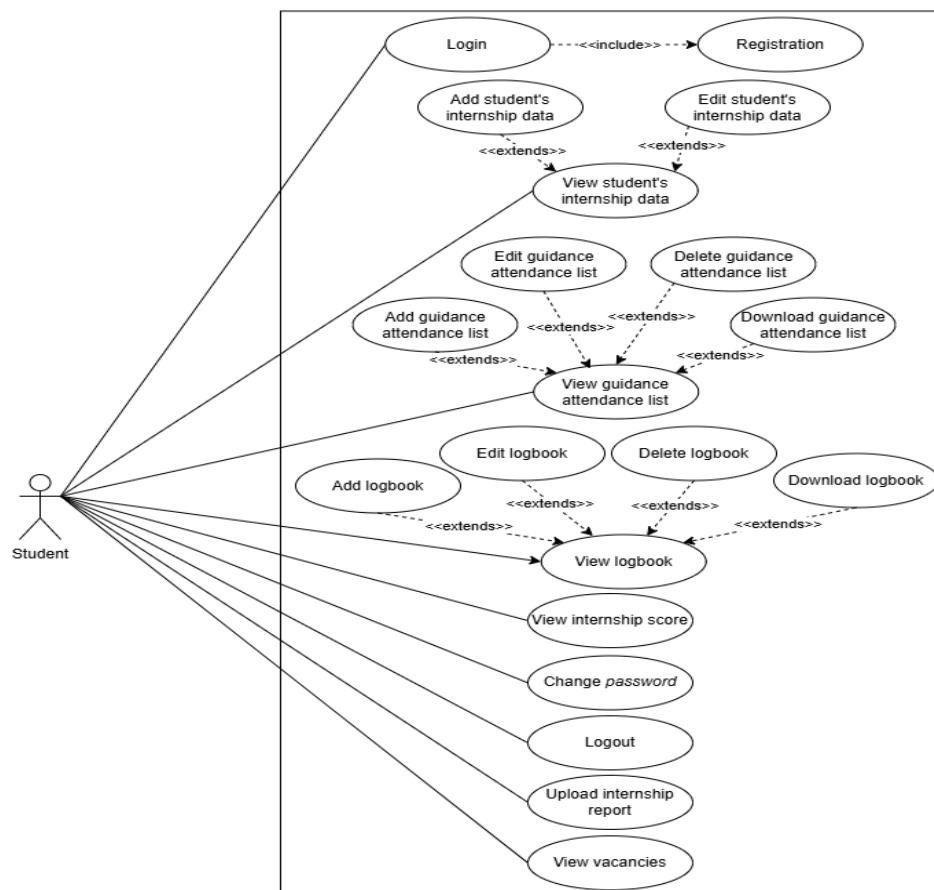 Login
<<include>>
Registration
Add student's
internship data
Edit student's
internship data
<<extends>>
<<extends>>
View student's
internship data
Edit guidance
attendance list
Delete guidance
attendance list
Add guidance
attendance list
<<extends>>
<<extends>>
Download guidance
attendance list
<<extends>>
<<extends>>
View guidance
attendance list
Edit logbook
Delete logbook
Add logbook
Download logbook
<<extends>>
<<extends>>
<<extends>>
<<extends>>
Student
View logbook
View internship score
Change password
Logout
Upload internship
report
View vacancies